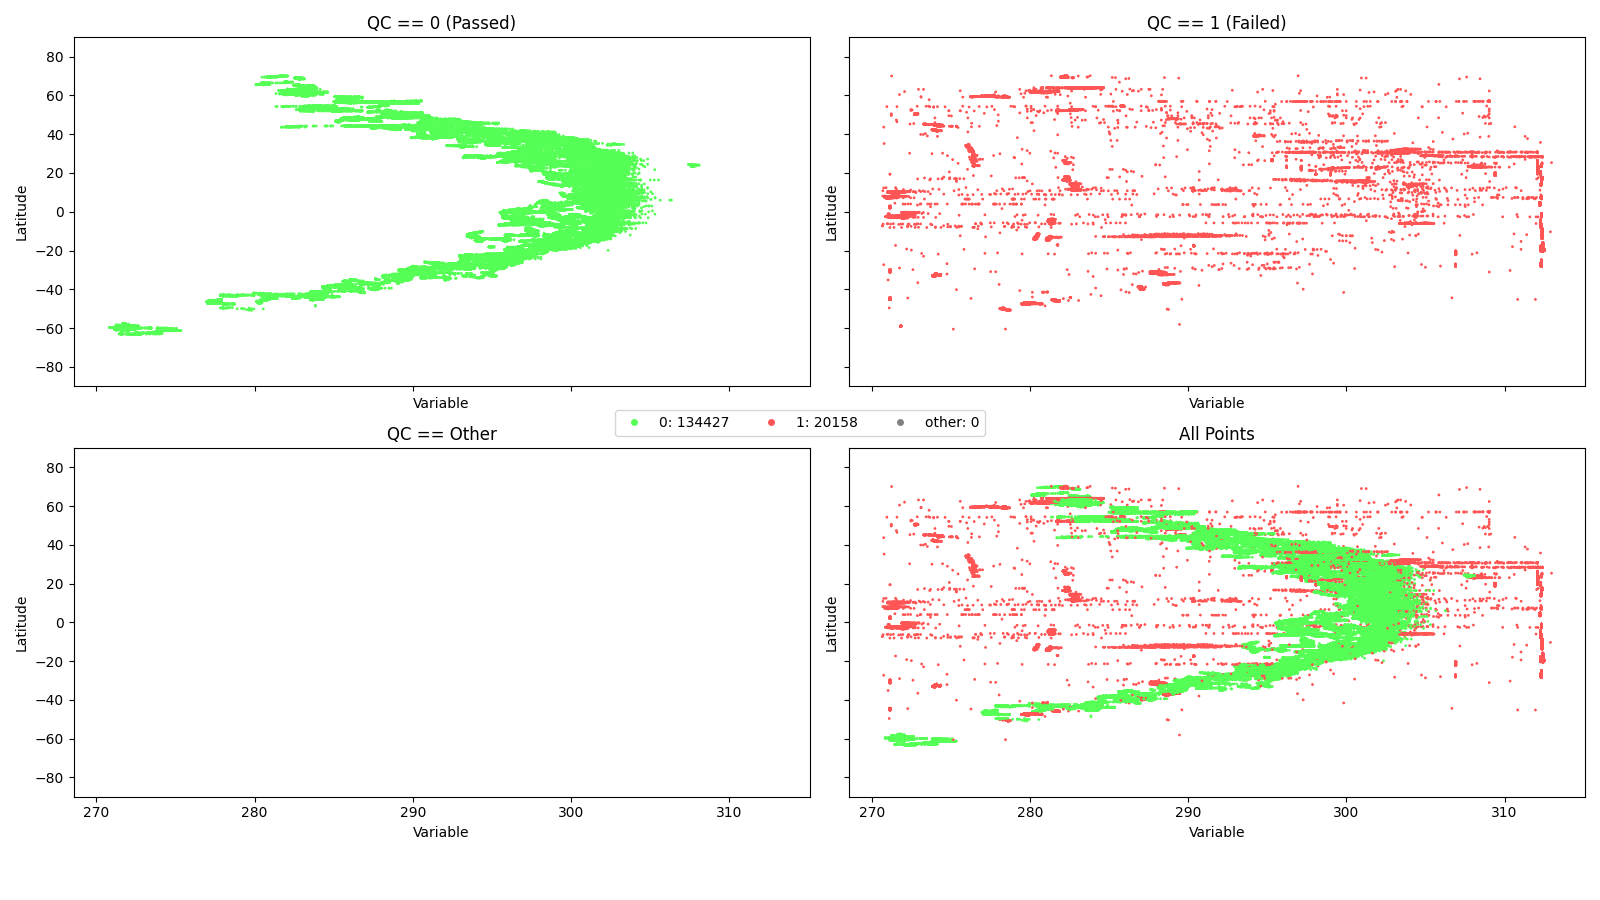 QC == 0 (Passed)
QC == 1 (Failed)
80
60
40
20
0
−20
−40
−60
−80
Latitude
Latitude
Variable
Variable
0: 134427
1: 20158
other: 0
QC == Other
All Points
80
60
40
20
0
−20
−40
−60
−80
Latitude
Latitude
270
280
290
300
310
270
280
290
300
310
Variable
Variable